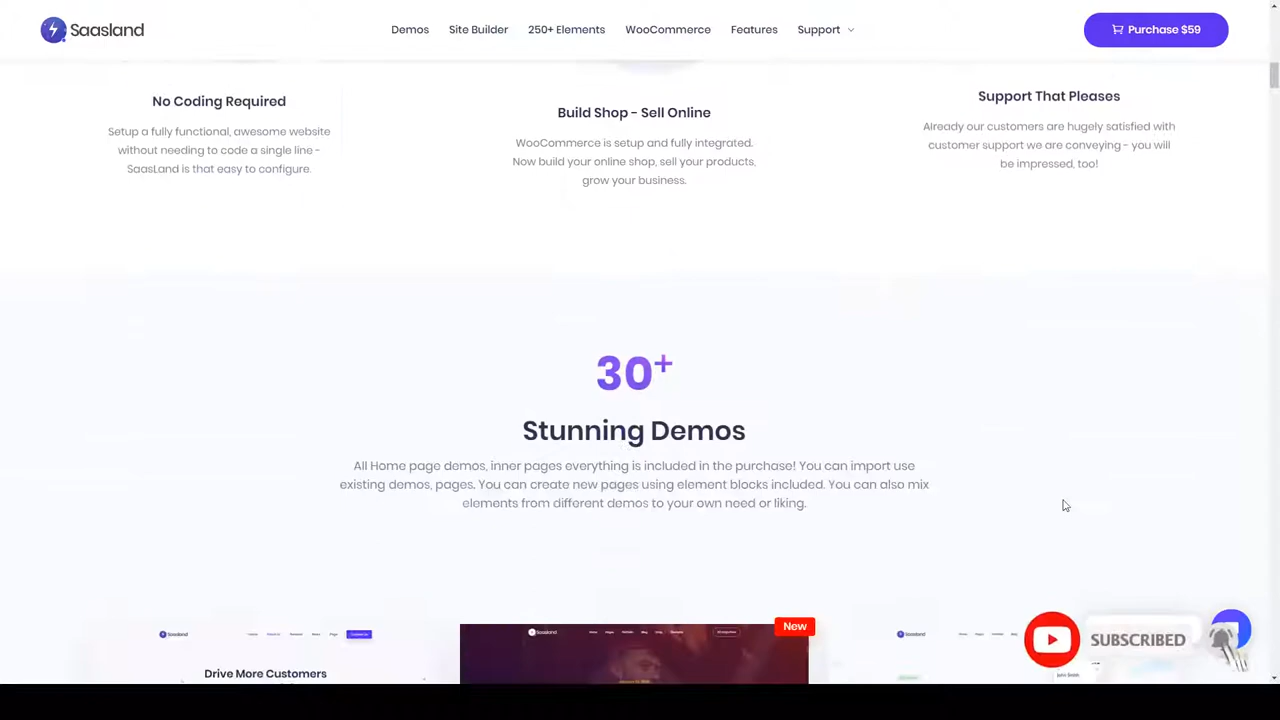 Saasland
Demos
Site Builder
250+ Elements
WooCommerce
Features
Support
Purchase $59
No Coding Required
Setup a fully functional, awesome website
without needing to code a single line -
SaasLand is that easy to configure.
Build Shop - Sell Online
WooCommerce is setup and fully integrated.
Now build your online shop, sell your products,
grow your business.
Support That Pleases
Already our customers are hugely satisfied with
customer support we are conveying - you will
be impressed, too!
30+
Stunning Demos
All Home page demos, inner pages everything is included in the purchase! You can import use
existing demos, pages. You can create new pages using element blocks included. You can also mix
elements from different demos to your own need or liking.
Saasland
Drive More Customers
Saasland
New
Saasland
John Smith
SUBSCRIBED